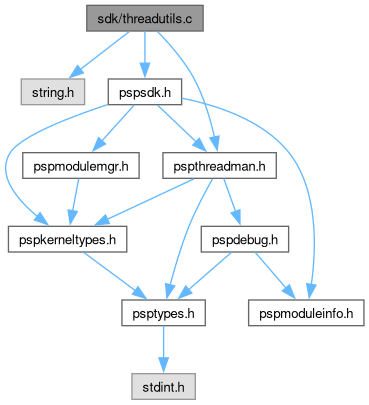 sdk/threadutils.c
string.h
pspsdk.h
pspmodulemgr.h
pspthreadman.h
pspkerneltypes.h
pspdebug.h
psptypes.h
pspmoduleinfo.h
stdint.h